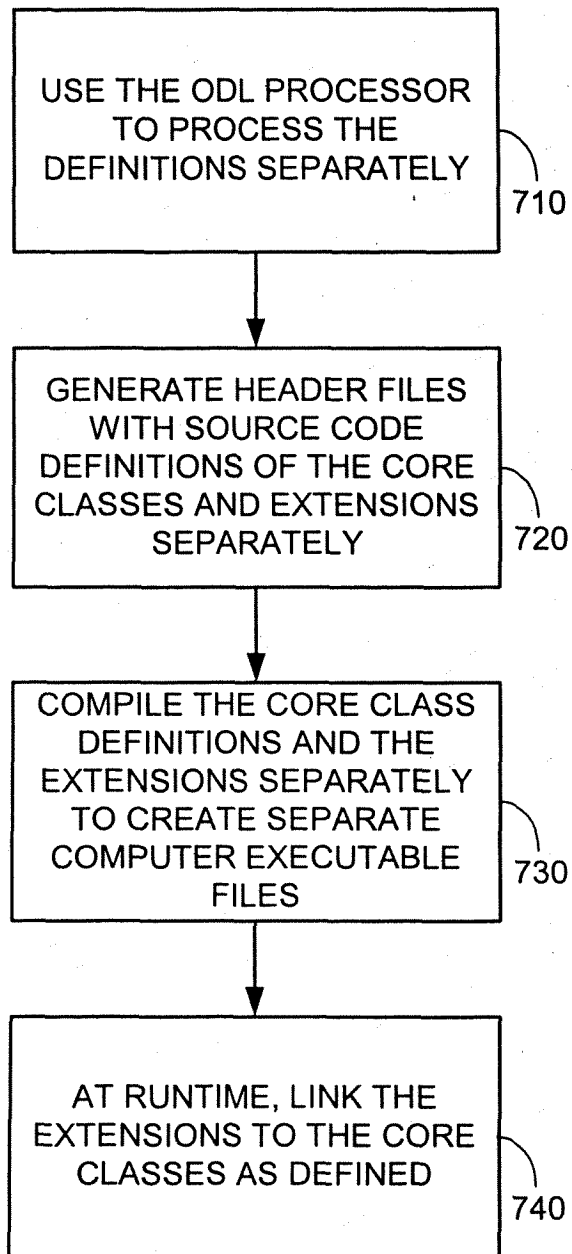 USE THE ODL PROCESSOR
TO PROCESS THE
DEFINITIONS SEPARATELY
710
GENERATE HEADER FILES
WITH SOURCE CODE
DEFINITIONS OF THE CORE
CLASSES AND EXTENSIONS
SEPARATELY
720
COMPILE THE CORE CLASS
DEFINITIONS AND THE
EXTENSIONS SEPARATELY
TO CREATE SEPARATE
COMPUTER EXECUTABLE
FILES
730
AT RUNTIME, LINK THE
EXTENSIONS TO THE CORE
CLASSES AS DEFINED
740